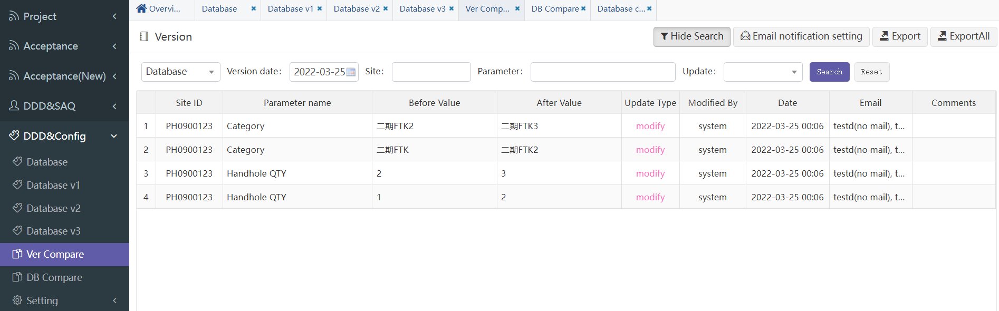 Project
Acceptance
Acceptance(New)
DDD&SAQ
DDD&Config
Database
Database v1
Database v2
Database v3
Ver Compare
DB Compare
Setting
Overvi... Database Database v1 Database v2 Database v3 Ver Comp... DB Compare Database c...
Version Hide Search Email notification setting Export ExportAll
Database Version date: 2022-03-25 Site: Parameter: Update: Search Reset
Site ID Parameter name Before Value After Value Update Type Modified By Date Email Comments
1 PH0900123 Category 二期FTK2 二期FTK3 modify system 2022-03-25 00:06 testd(no mail), t...
2 PH0900123 Category 二期FTK 二期FTK2 modify system 2022-03-25 00:06 testd(no mail), t...
3 PH0900123 Handhole QTY 2 3 modify system 2022-03-25 00:06 testd(no mail), t...
4 PH0900123 Handhole QTY 1 2 modify system 2022-03-25 00:06 testd(no mail), t...